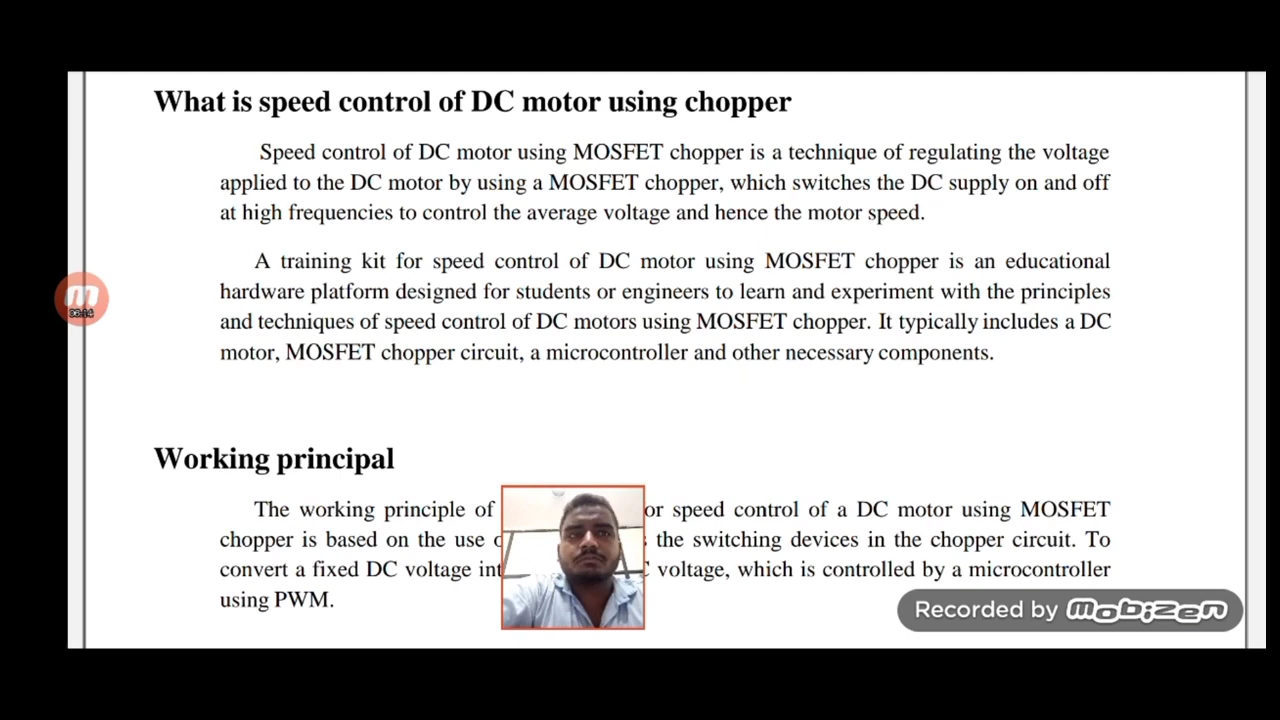 What is speed control of DC motor using chopper
Speed control of DC motor using MOSFET chopper is a technique of regulating the voltage
applied to the DC motor by using a MOSFET chopper, which switches the DC supply on and off
at high frequencies to control the average voltage and hence the motor speed.
A training kit for speed control of DC motor using MOSFET chopper is an educational
hardware platform designed for students or engineers to learn and experiment with the principles
and techniques of speed control of DC motors using MOSFET chopper. It typically includes a DC
motor, MOSFET chopper circuit, a microcontroller and other necessary components.
06:14
Working principal
The working principle of or speed control of a DC motor using MOSFET
chopper is based on the use the switching devices in the chopper circuit. To
convert a fixed DC voltage voltage, which is controlled by a microcontroller
using PWM.
Recorded by mobizen